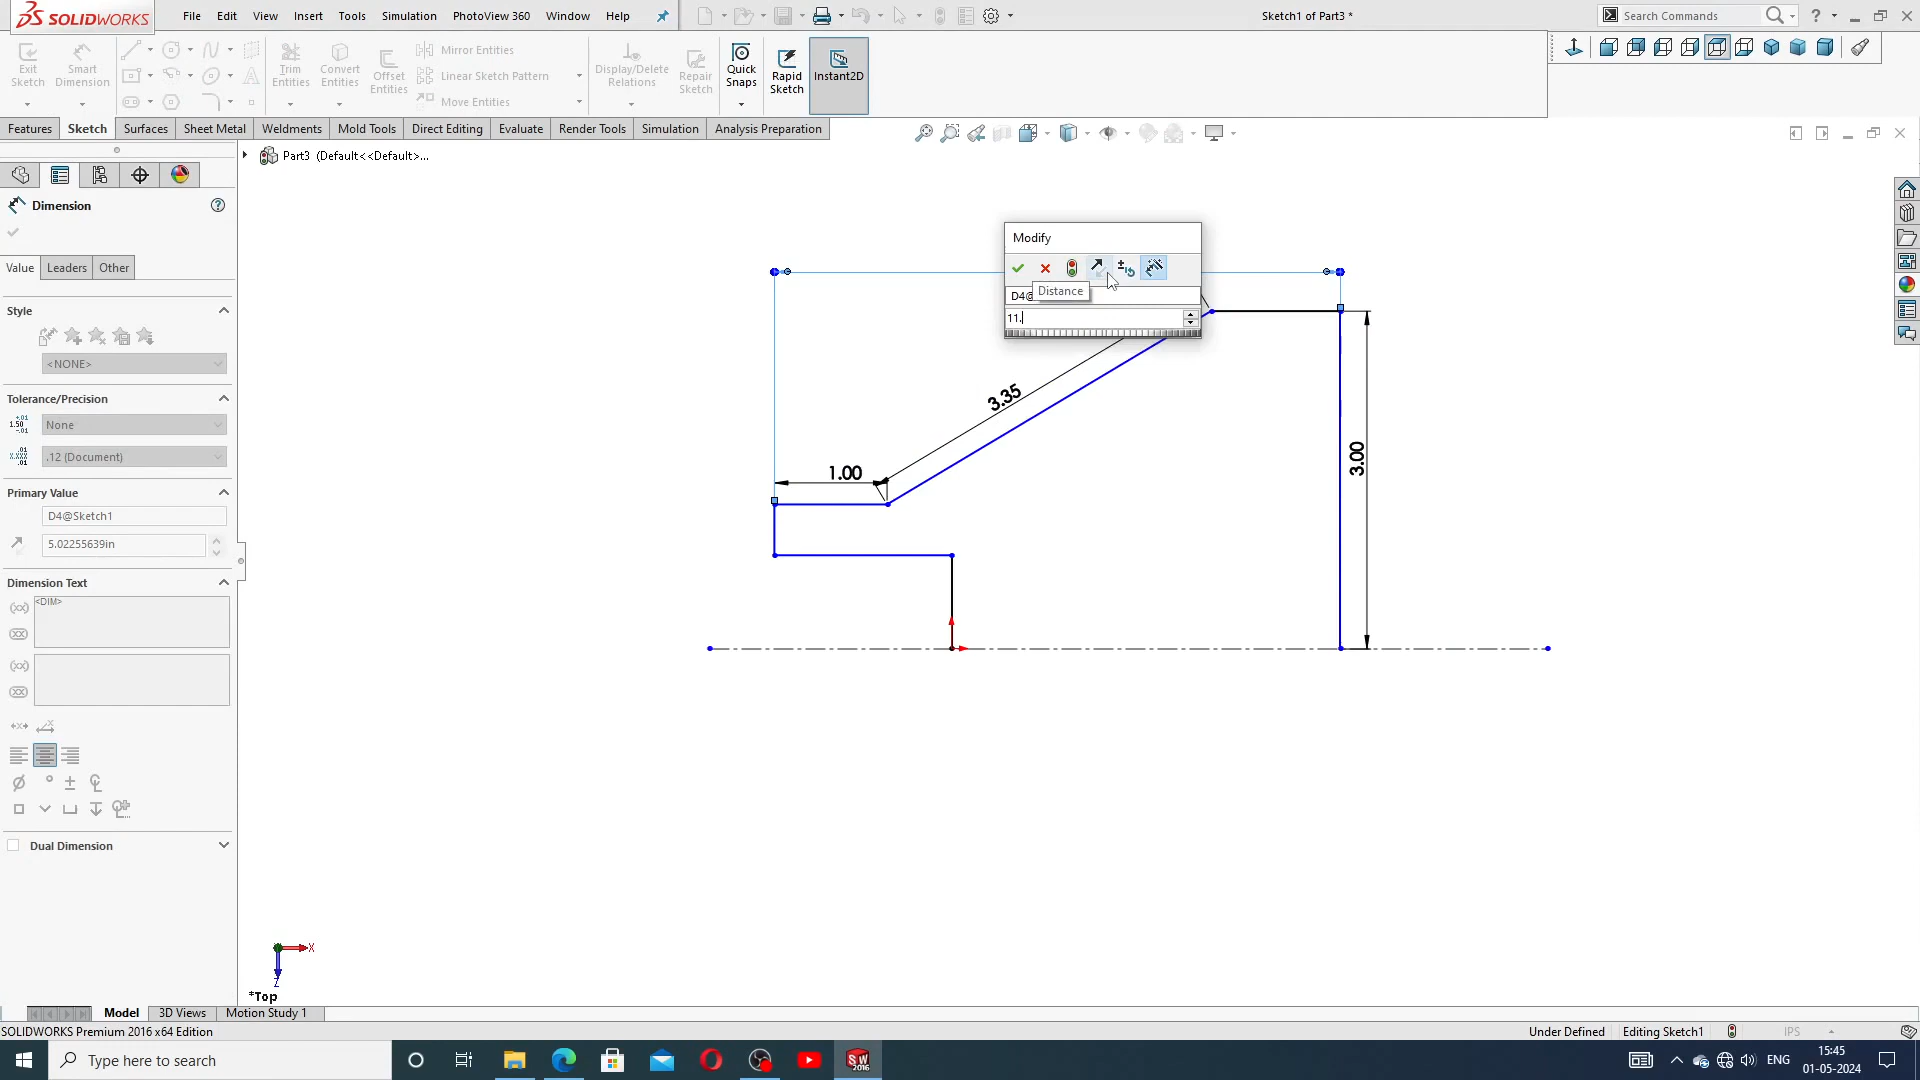 SOLIDWORKS
File Edit View Insert Tools Simulation PhotoView 360 Window Help
Sketch1 of Part3 *
Search Commands
Exit Sketch
Smart Dimension
Trim Entities
Convert Entities
Offset Entities
Mirror Entities
Linear Sketch Pattern
Move Entities
Display/Delete Relations
Repair Sketch
Quick Snaps
Rapid Sketch
Instant2D
Features Sketch Surfaces Sheet Metal Weldments Mold Tools Direct Editing Evaluate Render Tools Simulation Analysis Preparation
Part3 (Default<<Default>...
Dimension
Value Leaders Other
Style
<NONE>
Tolerance/Precision
None
.12 (Document)
Primary Value
D4@Sketch1
5.02255639in
Dimension Text
<DIM>
Dual Dimension
Modify
Distance
D4@
11.
3.35
1.00
3.00
X
Z
*Top
Model 3D Views Motion Study 1
SOLIDWORKS Premium 2016 x64 Edition
Under Defined Editing Sketch1 IPS
Type here to search
ENG
15:45
01-05-2024